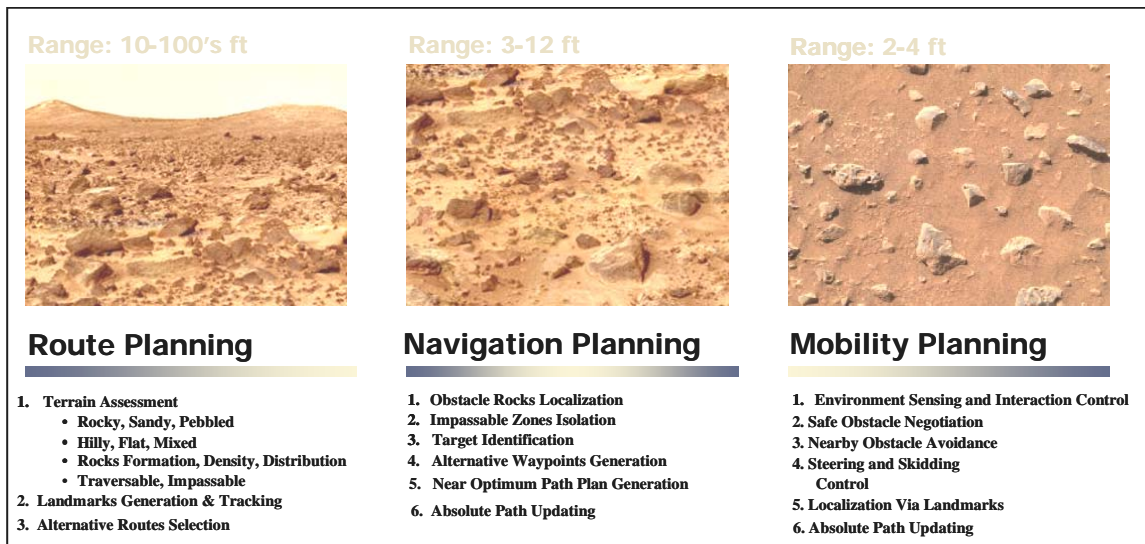 Range: 10-100's ft
Route Planning
1. Terrain Assessment
• Rocky, Sandy, Pebbled
• Hilly, Flat, Mixed
• Rocks Formation, Density, Distribution
• Traversable, Impassable
2. Landmarks Generation & Tracking
3. Alternative Routes Selection
Range: 3-12 ft
Navigation Planning
1. Obstacle Rocks Localization
2. Impassable Zones Isolation
3. Target Identification
4. Alternative Waypoints Generation
5. Near Optimum Path Plan Generation
6. Absolute Path Updating
Range: 2-4 ft
Mobility Planning
1. Environment Sensing and Interaction Control
2. Safe Obstacle Negotiation
3. Nearby Obstacle Avoidance
4. Steering and Skidding
Control
5. Localization Via Landmarks
6. Absolute Path Updating